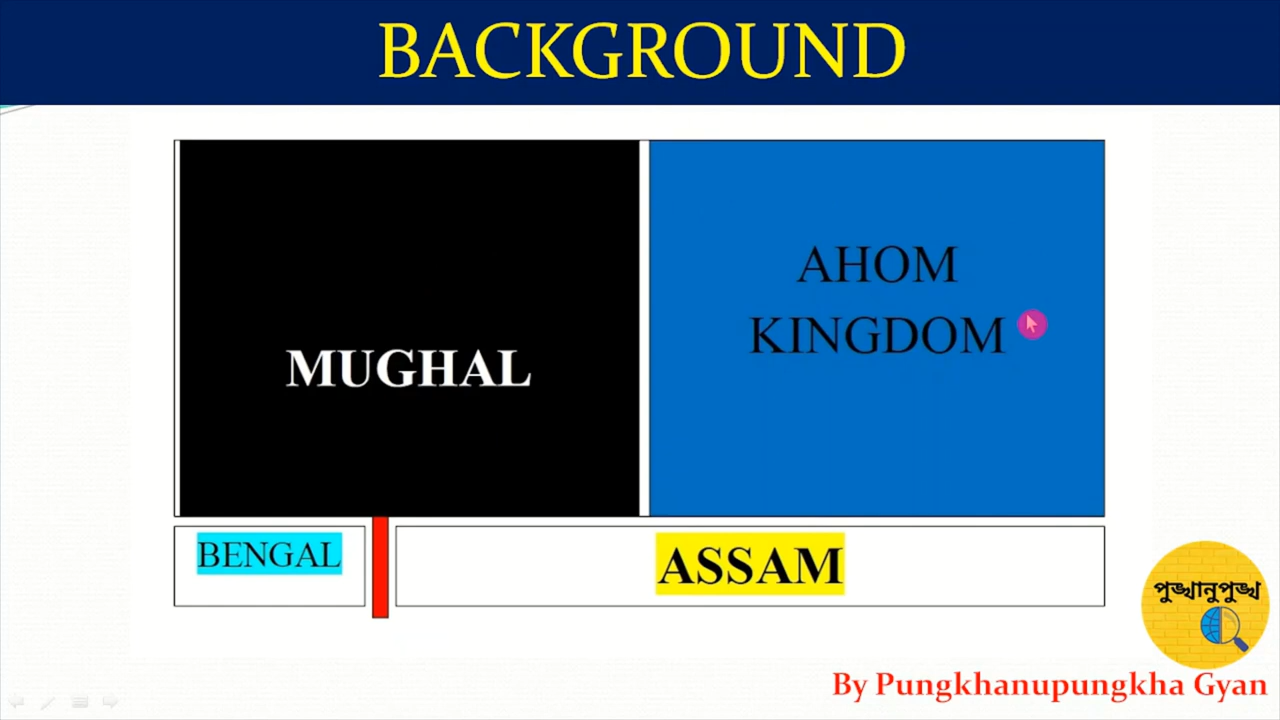 BACKGROUND
MUGHAL
AHOM
KINGDOM
BENGAL
ASSAM
পুঙ্খানুপুঙ্খ
By Pungkhanupungkha Gyan